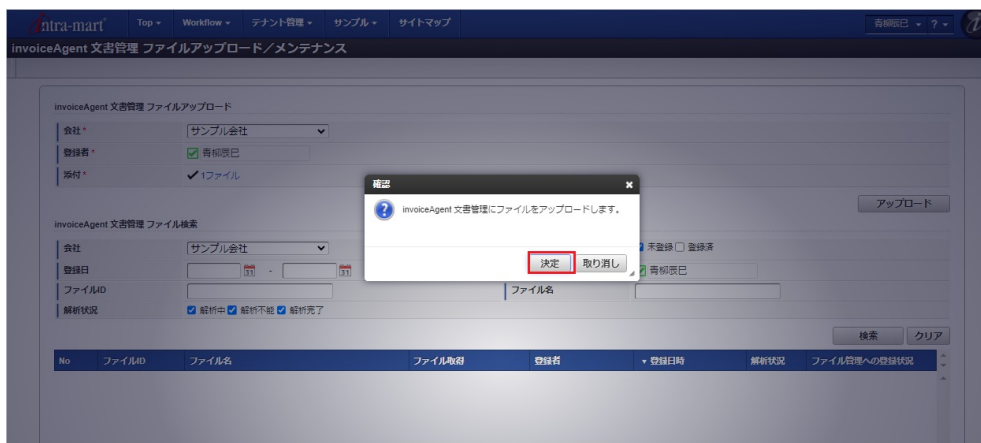 intra-mart Top Workflow テナント管理 サンプル サイトマップ 青柳辰巳 ?
invoiceAgent 文書管理 ファイルアップロード／メンテナンス
invoiceAgent 文書管理 ファイルアップロード
会社* サンプル会社
登録者* 青柳辰巳
添付* 1ファイル
確認
invoiceAgent 文書管理にファイルをアップロードします。
決定 取り消し
アップロード
invoiceAgent 文書管理 ファイル検索
会社 サンプル会社 未登録 登録済
登録日 31 - 31 青柳辰巳
ファイルID ファイル名
解析状況 解析中 解析不能 解析完了
検索 クリア
No ファイルID ファイル名 ファイル取得 登録者 登録日時 解析状況 ファイル管理への登録状況